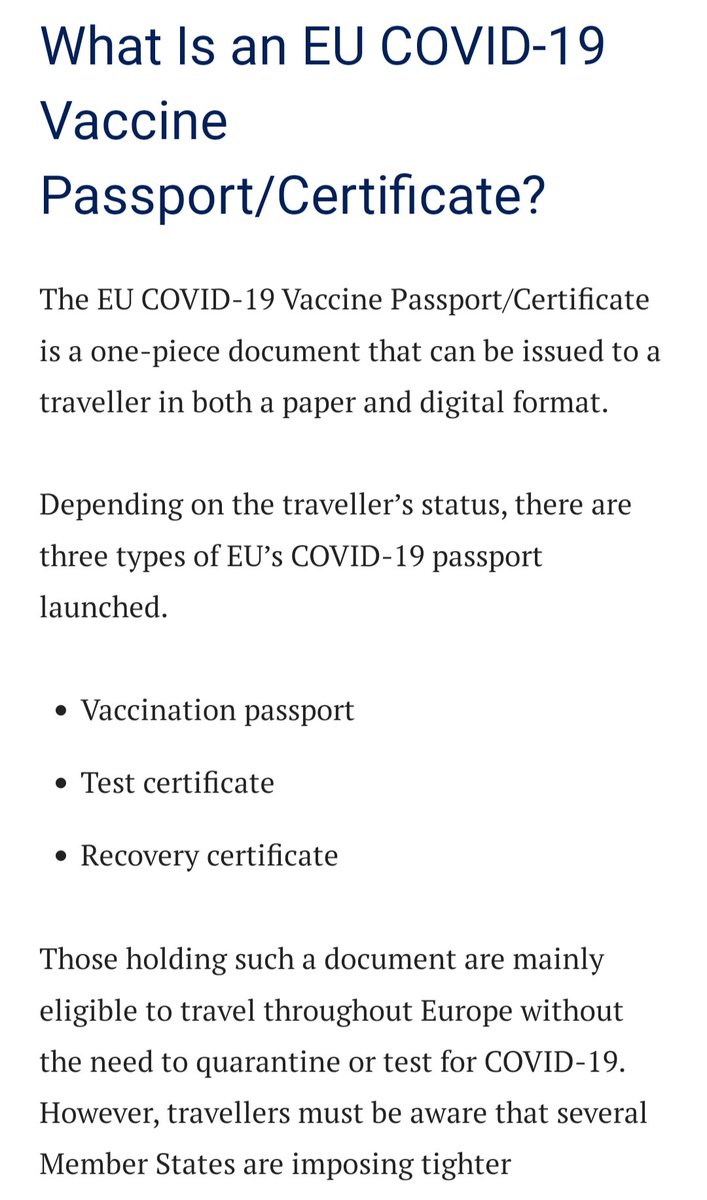 What Is an EU COVID-19
Vaccine
Passport/Certificate?
The EU COVID-19 Vaccine Passport/Certificate
is a one-piece document that can be issued to a
traveller in both a paper and digital format.
Depending on the traveller’s status, there are
three types of EU’s COVID-19 passport
launched.
• Vaccination passport
• Test certificate
• Recovery certificate
Those holding such a document are mainly
eligible to travel throughout Europe without
the need to quarantine or test for COVID-19.
However, travellers must be aware that several
Member States are imposing tighter